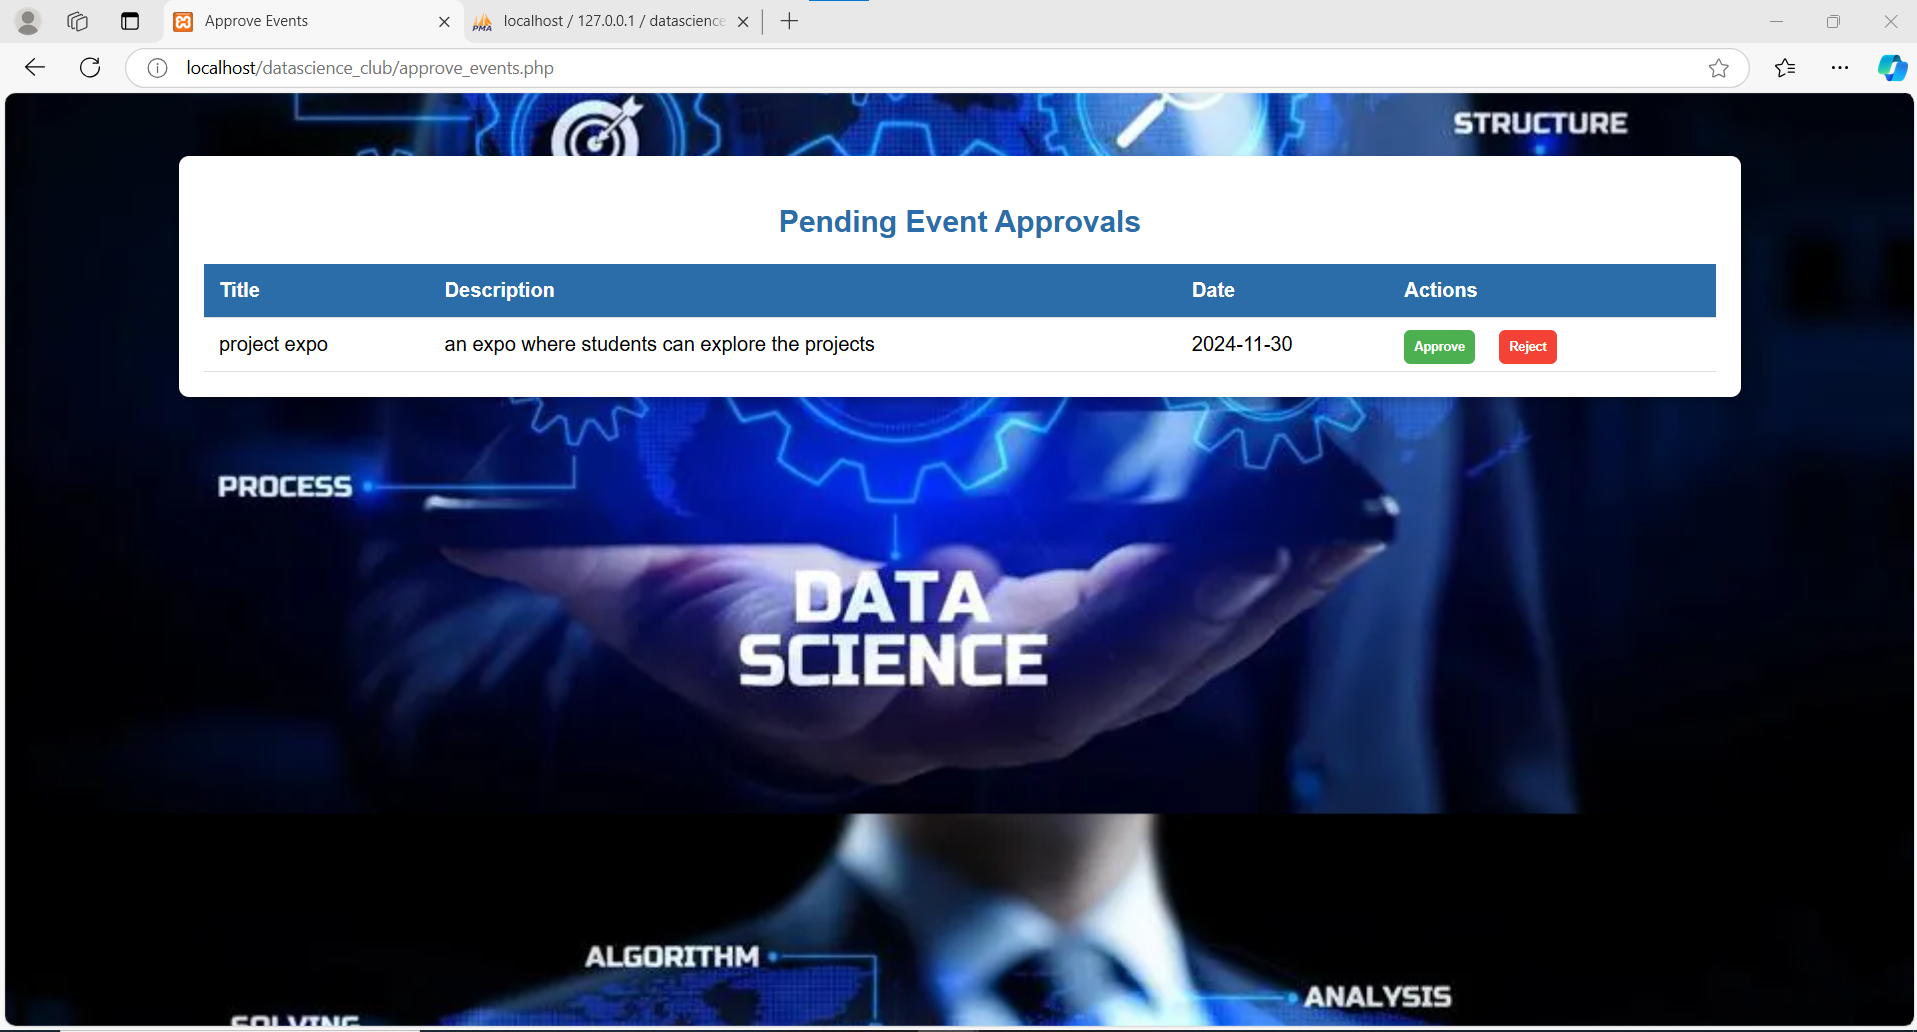 Approve Events
localhost / 127.0.0.1 / datascience
localhost/datascience_club/approve_events.php
STRUCTURE
Pending Event Approvals
Title Description Date Actions
project expo an expo where students can explore the projects 2024-11-30 Approve Reject
PROCESS
DATA
SCIENCE
ALGORITHM
ANALYSIS
SOLVING